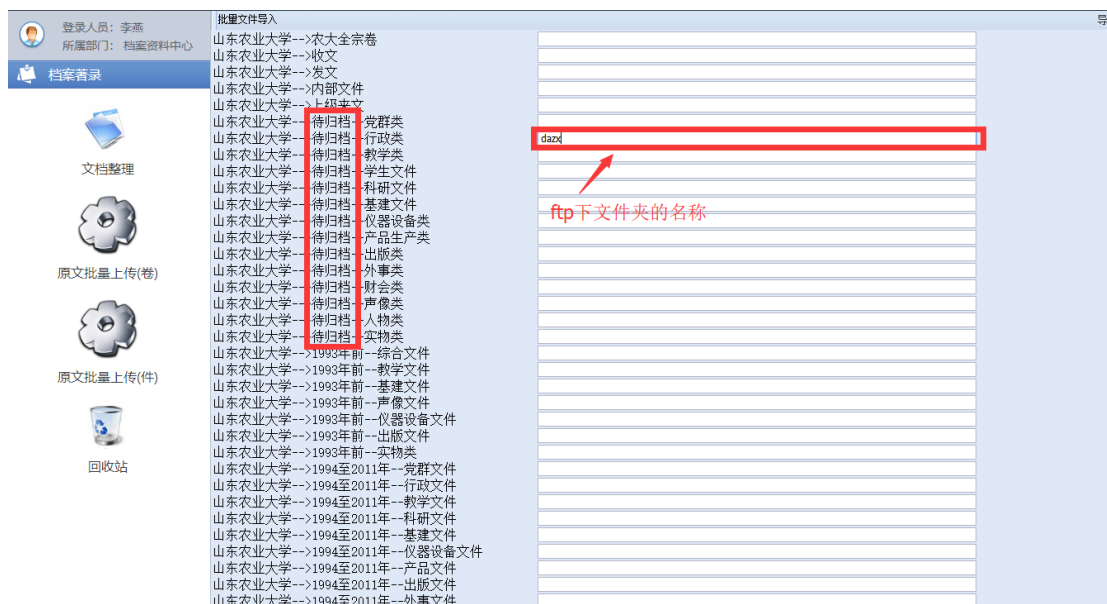 登录人员：李燕
所属部门：档案资料中心
档案著录
文档整理
原文批量上传(卷)
原文批量上传(件)
回收站
批量文件导入
导
山东农业大学-->农大全宗卷
山东农业大学-->收文
山东农业大学-->发文
山东农业大学-->内部文件
山东农业大学-->上级来文
山东农业大学-->待归档--党群类
山东农业大学-->待归档--行政类
dazx
山东农业大学-->待归档--教学类
山东农业大学-->待归档--学生文件
山东农业大学-->待归档--科研文件
山东农业大学-->待归档--基建文件
ftp下文件夹的名称
山东农业大学-->待归档--仪器设备类
山东农业大学-->待归档--产品生产类
山东农业大学-->待归档--出版类
山东农业大学-->待归档--外事类
山东农业大学-->待归档--财会类
山东农业大学-->待归档--声像类
山东农业大学-->待归档--人物类
山东农业大学-->待归档--实物类
山东农业大学-->1993年前--综合文件
山东农业大学-->1993年前--教学文件
山东农业大学-->1993年前--基建文件
山东农业大学-->1993年前--声像文件
山东农业大学-->1993年前--仪器设备文件
山东农业大学-->1993年前--出版文件
山东农业大学-->1993年前--实物类
山东农业大学-->1994至2011年--党群文件
山东农业大学-->1994至2011年--行政文件
山东农业大学-->1994至2011年--教学文件
山东农业大学-->1994至2011年--科研文件
山东农业大学-->1994至2011年--基建文件
山东农业大学-->1994至2011年--仪器设备文件
山东农业大学-->1994至2011年--产品文件
山东农业大学-->1994至2011年--出版文件
山东农业大学-->1994至2011年--外事文件